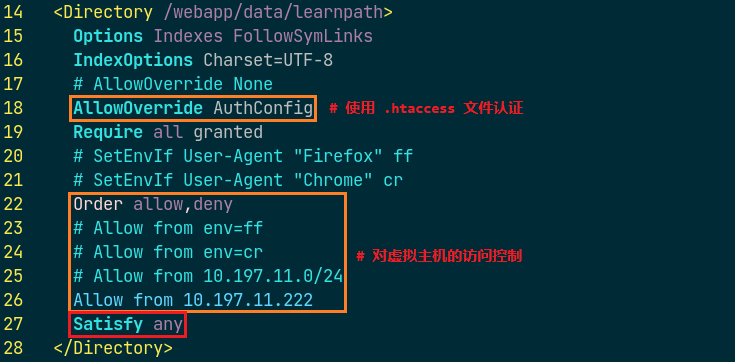 14 <Directory /webapp/data/learnpath>
15 Options Indexes FollowSymLinks
16 IndexOptions Charset=UTF-8
17 # AllowOverride None
18 AllowOverride AuthConfig # 使用 .htaccess 文件认证
19 Require all granted
20 # SetEnvIf User-Agent "Firefox" ff
21 # SetEnvIf User-Agent "Chrome" cr
22 Order allow,deny
23 # Allow from env=ff
24 # Allow from env=cr # 对虚拟主机的访问控制
25 # Allow from 10.197.11.0/24
26 Allow from 10.197.11.222
27 Satisfy any
28 </Directory>